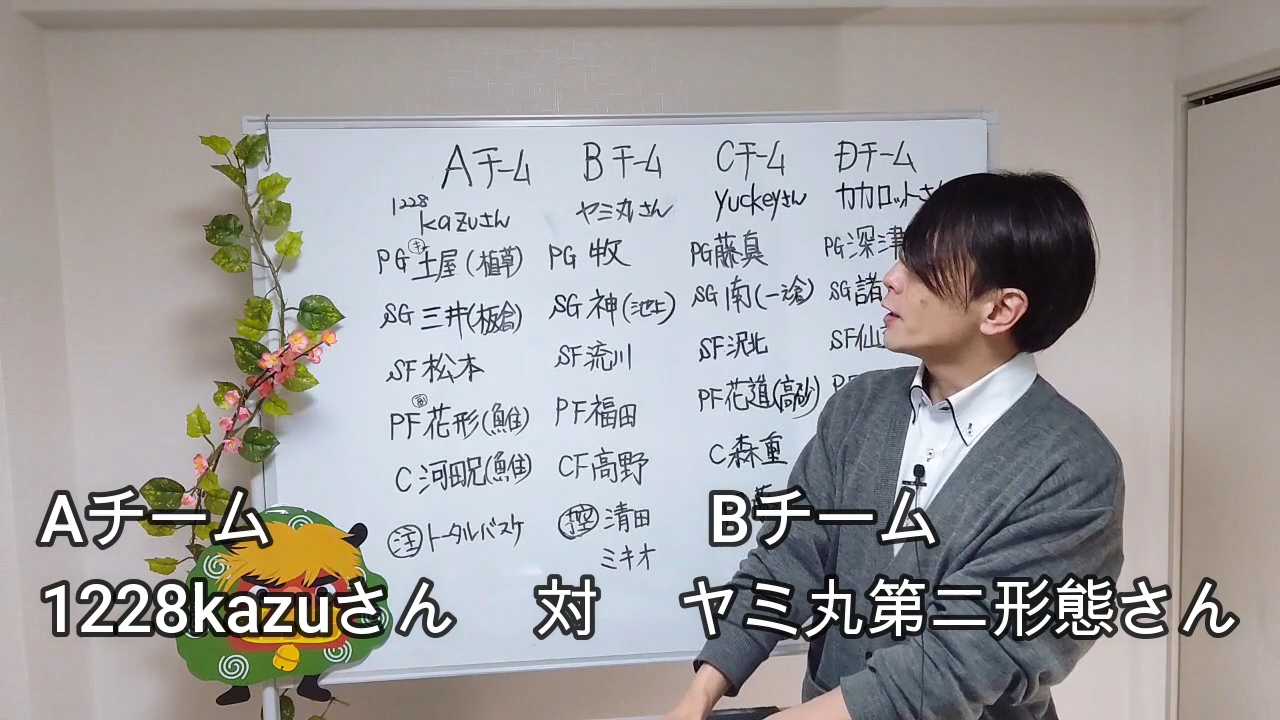 Aチーム
1228
kazuさん
PG 土屋(植草)
SG 三井(板倉)
SF 松本
PF 花形(鮭)
C 河田兄(鮭)
注 トータルバスケ
Bチーム
ヤミ丸さん
PG 牧
SG 神(池上)
SF 流川
PF 福田
CF 高野
控 清田
ミキオ
Cチーム
yuckeyさん
PG 藤真
SG 南(一之倉)
SF 沢北
PF 花道(高砂)
C 森重
Dチーム
カカロットさ
PG 深津
SG 諸
SF 仙
Aチーム Bチーム
1228kazuさん 対 ヤミ丸第二形態さん